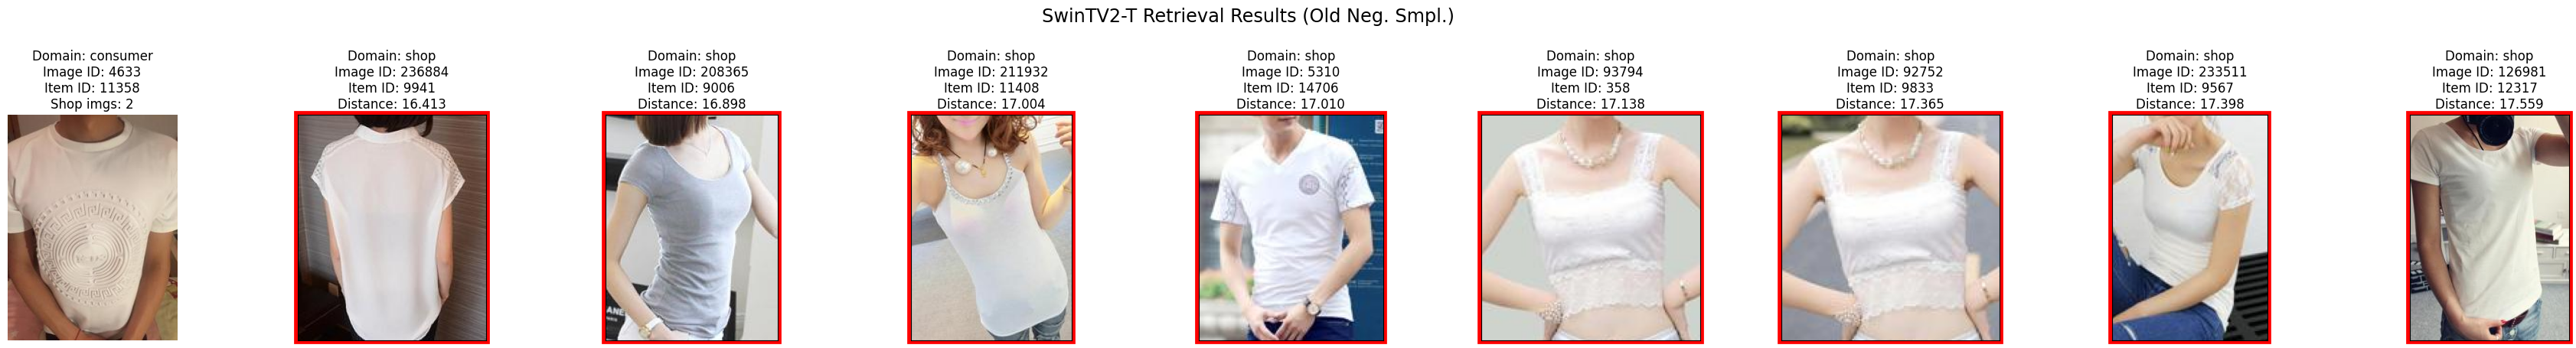 SwinTV2-T Retrieval Results (Old Neg. Smpl.)
Domain: consumer
Image ID: 4633
Item ID: 11358
Shop imgs: 2
Domain: shop
Image ID: 236884
Item ID: 9941
Distance: 16.413
Domain: shop
Image ID: 208365
Item ID: 9006
Distance: 16.898
Domain: shop
Image ID: 211932
Item ID: 11408
Distance: 17.004
Domain: shop
Image ID: 5310
Item ID: 14706
Distance: 17.010
Domain: shop
Image ID: 93794
Item ID: 358
Distance: 17.138
Domain: shop
Image ID: 92752
Item ID: 9833
Distance: 17.365
Domain: shop
Image ID: 233511
Item ID: 9567
Distance: 17.398
Domain: shop
Image ID: 126981
Item ID: 12317
Distance: 17.559